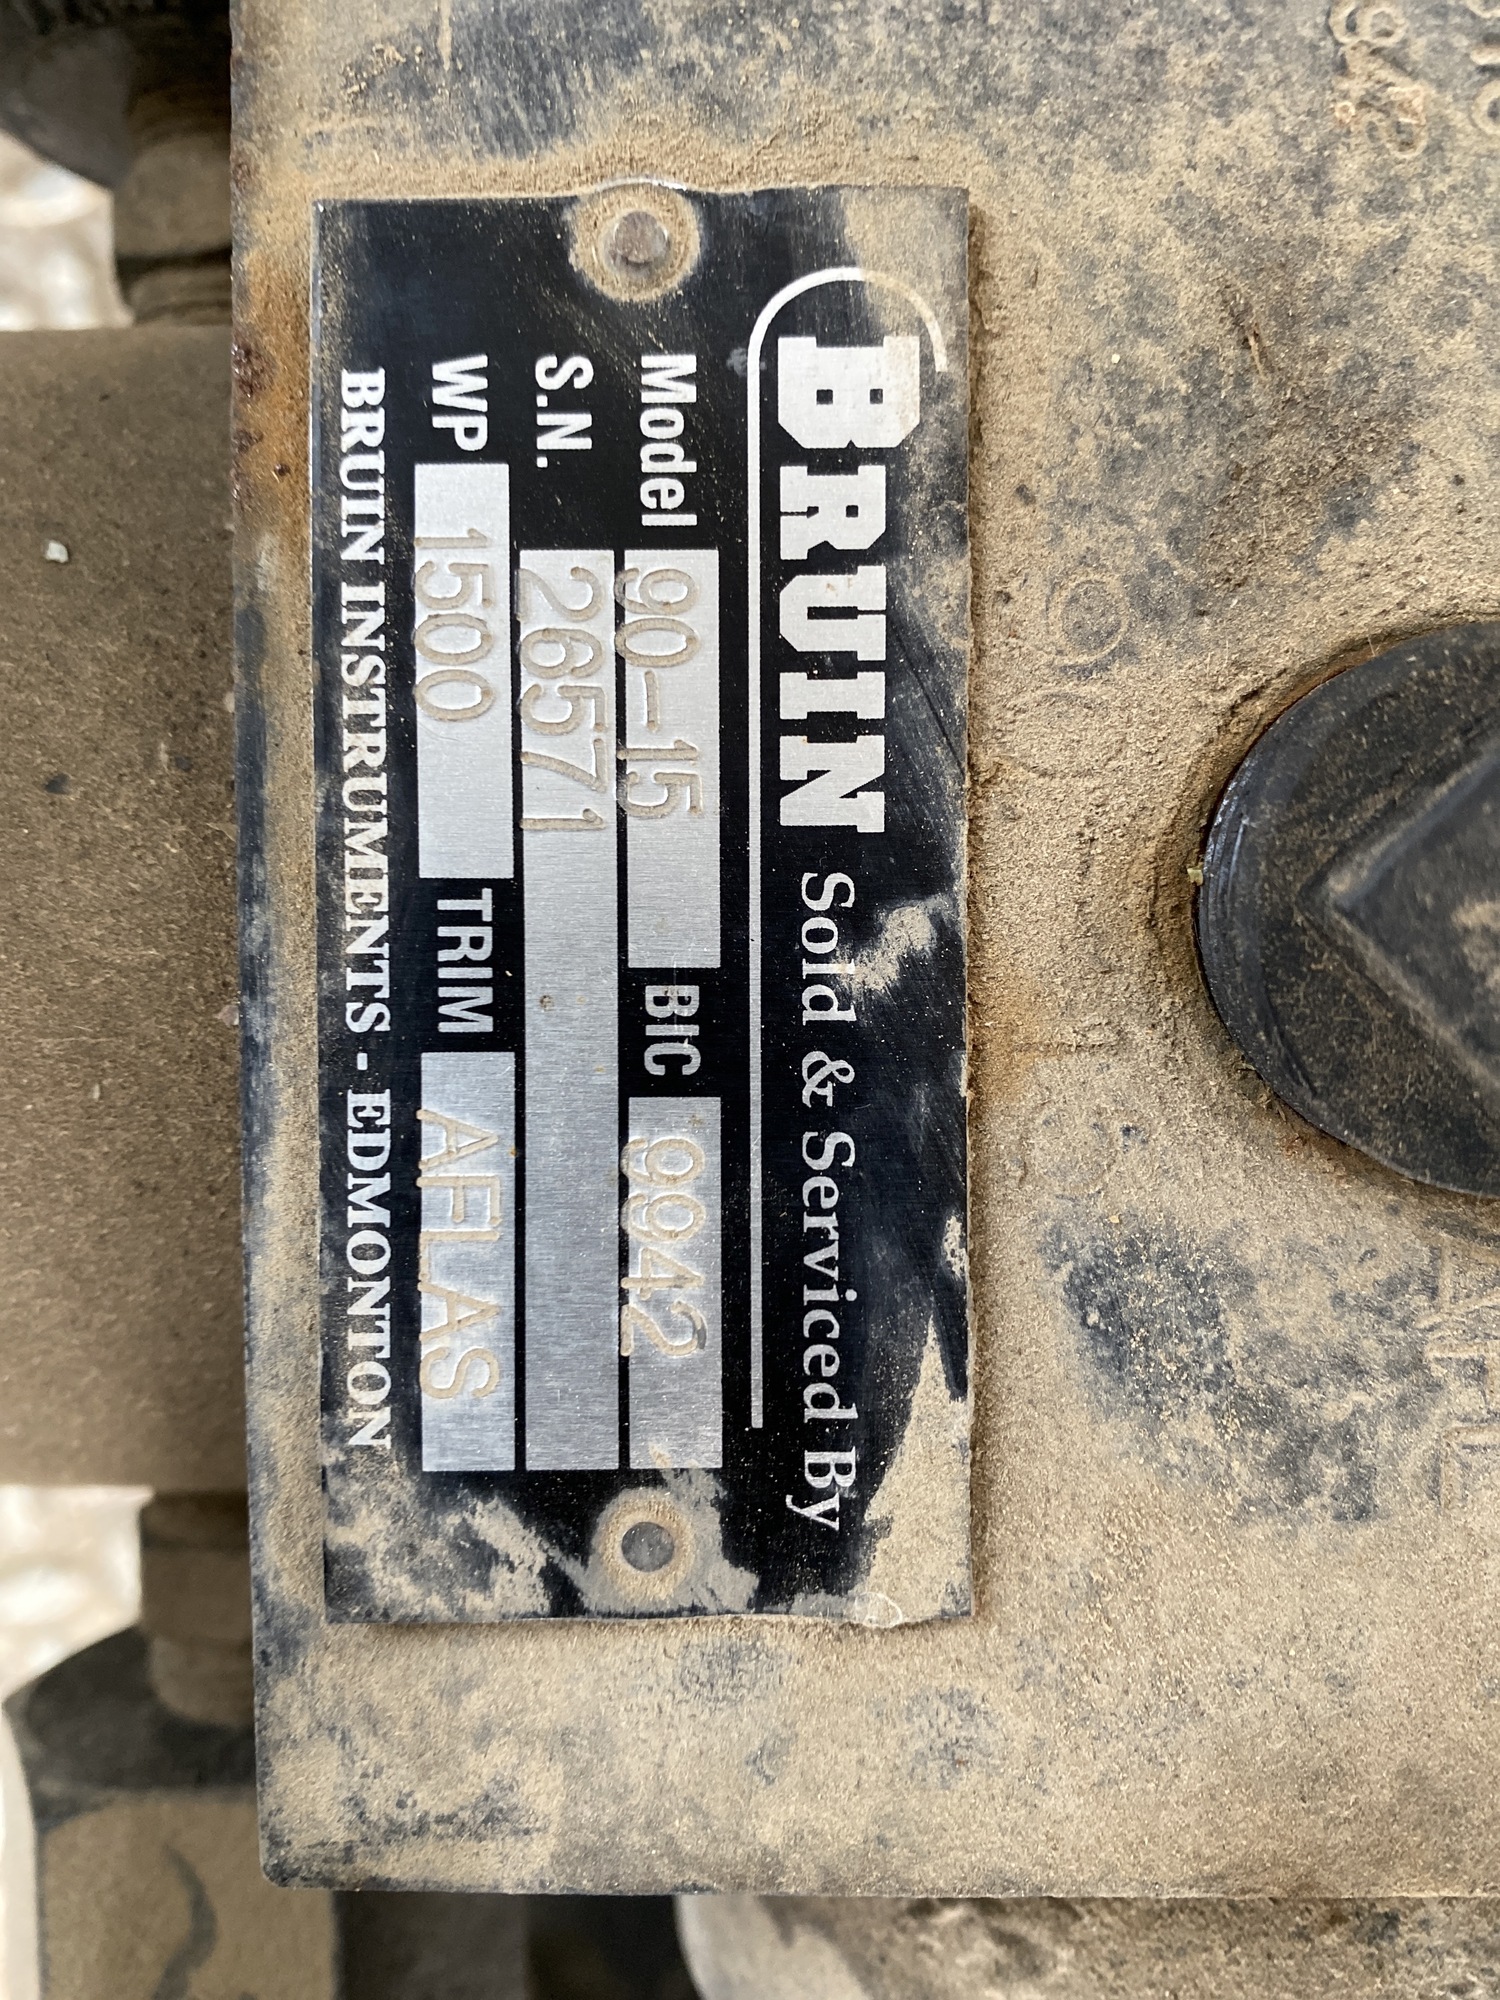 BRUIN Sold & Serviced By
Model 90-15 BIC 9942
S.N. 26571
WP 1500 TRIM AFLAS
BRUIN INSTRUMENTS - EDMONTON